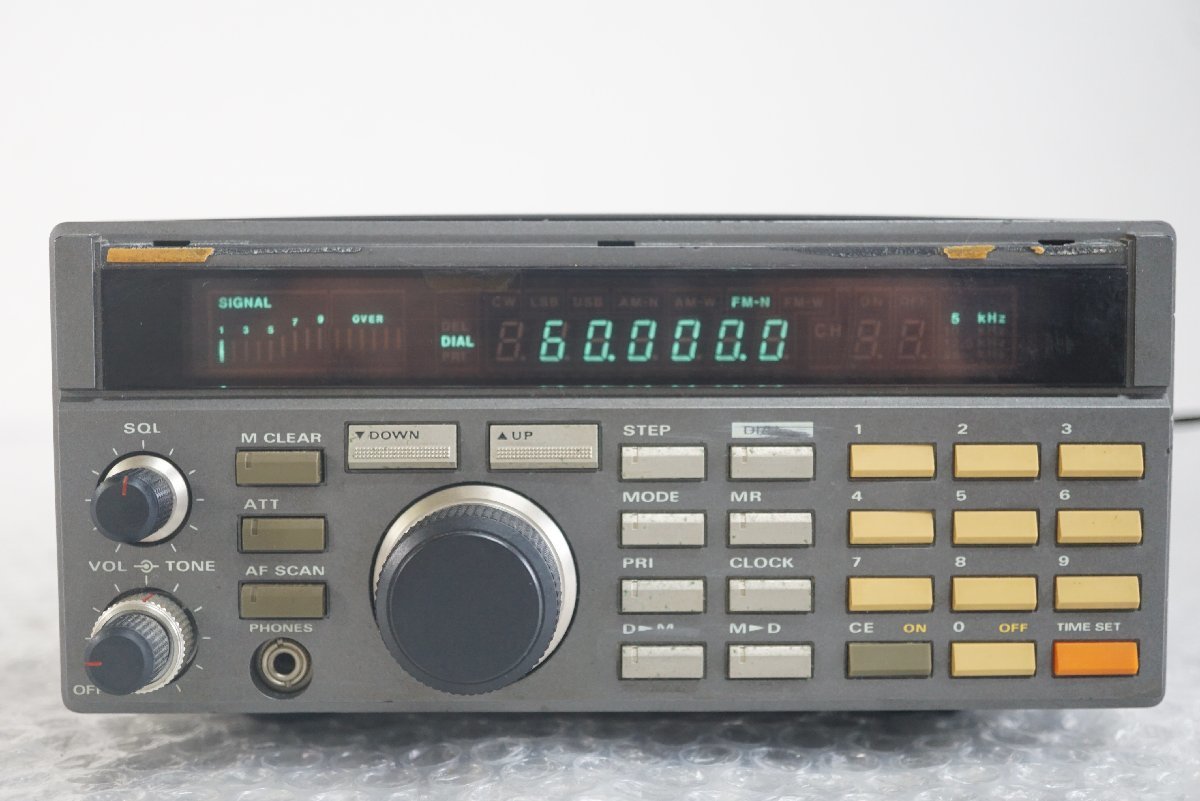 SIGNAL
1 3 5 7 9 OVER
CW LSB USB AM-N AM-W FM-N FM-W ON OFF
DEL
DIAL
PRI
60.000.0
CH
5 kHz
SQL
M CLEAR
▼DOWN
▲UP
STEP
1 2 3
ATT
MODE MR 4 5 6
VOL TONE
AF SCAN
PRI CLOCK 7 8 9
PHONES
M►D CE ON 0 OFF TIME SET
OFF